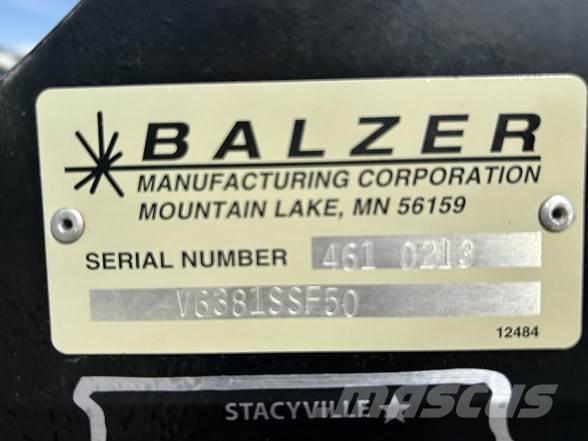 BALZER
MANUFACTURING CORPORATION
MOUNTAIN LAKE, MN 56159
SERIAL NUMBER 461 0213
V6381SSF50
12484
STACYVILLE
MASCUS